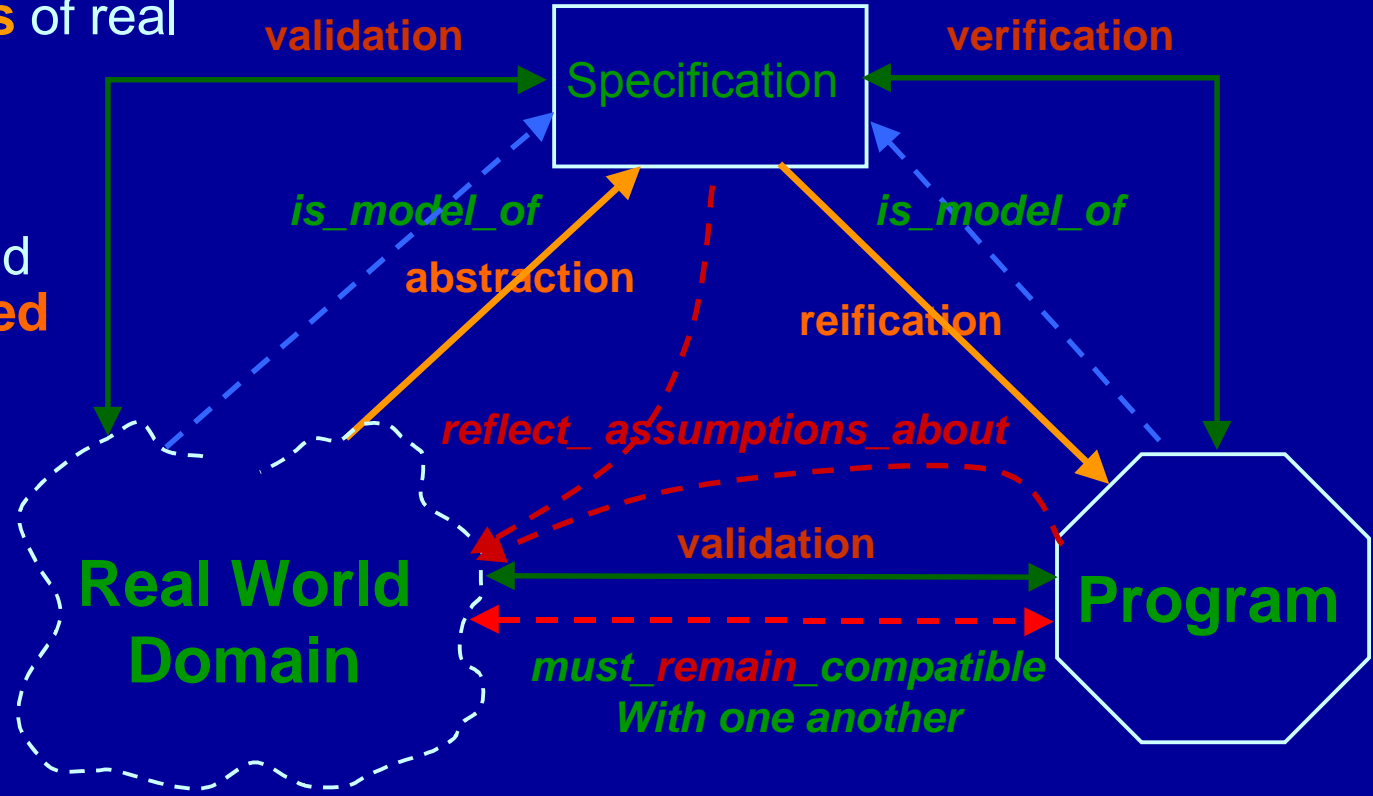 s of real
validation
verification
Specification
is_model_of
is_model_of
d
abstraction
ed
reification
reflect_ assumptions_about
validation
Real World
Domain
Program
must_remain_compatible
With one another